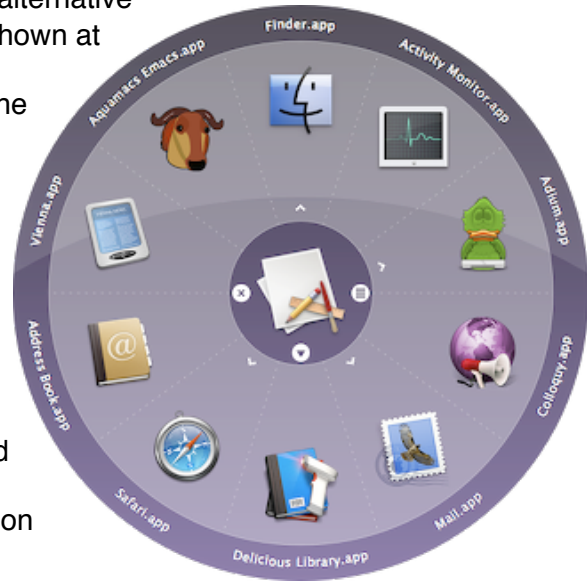 alternative
hown at
ne
d
on
Finder.app
Activity Monitor.app
Adium.app
Colloquy.app
Mail.app
Delicious Library.app
Safari.app
Address Book.app
Vienna.app
Aquamacs Emacs.app
@